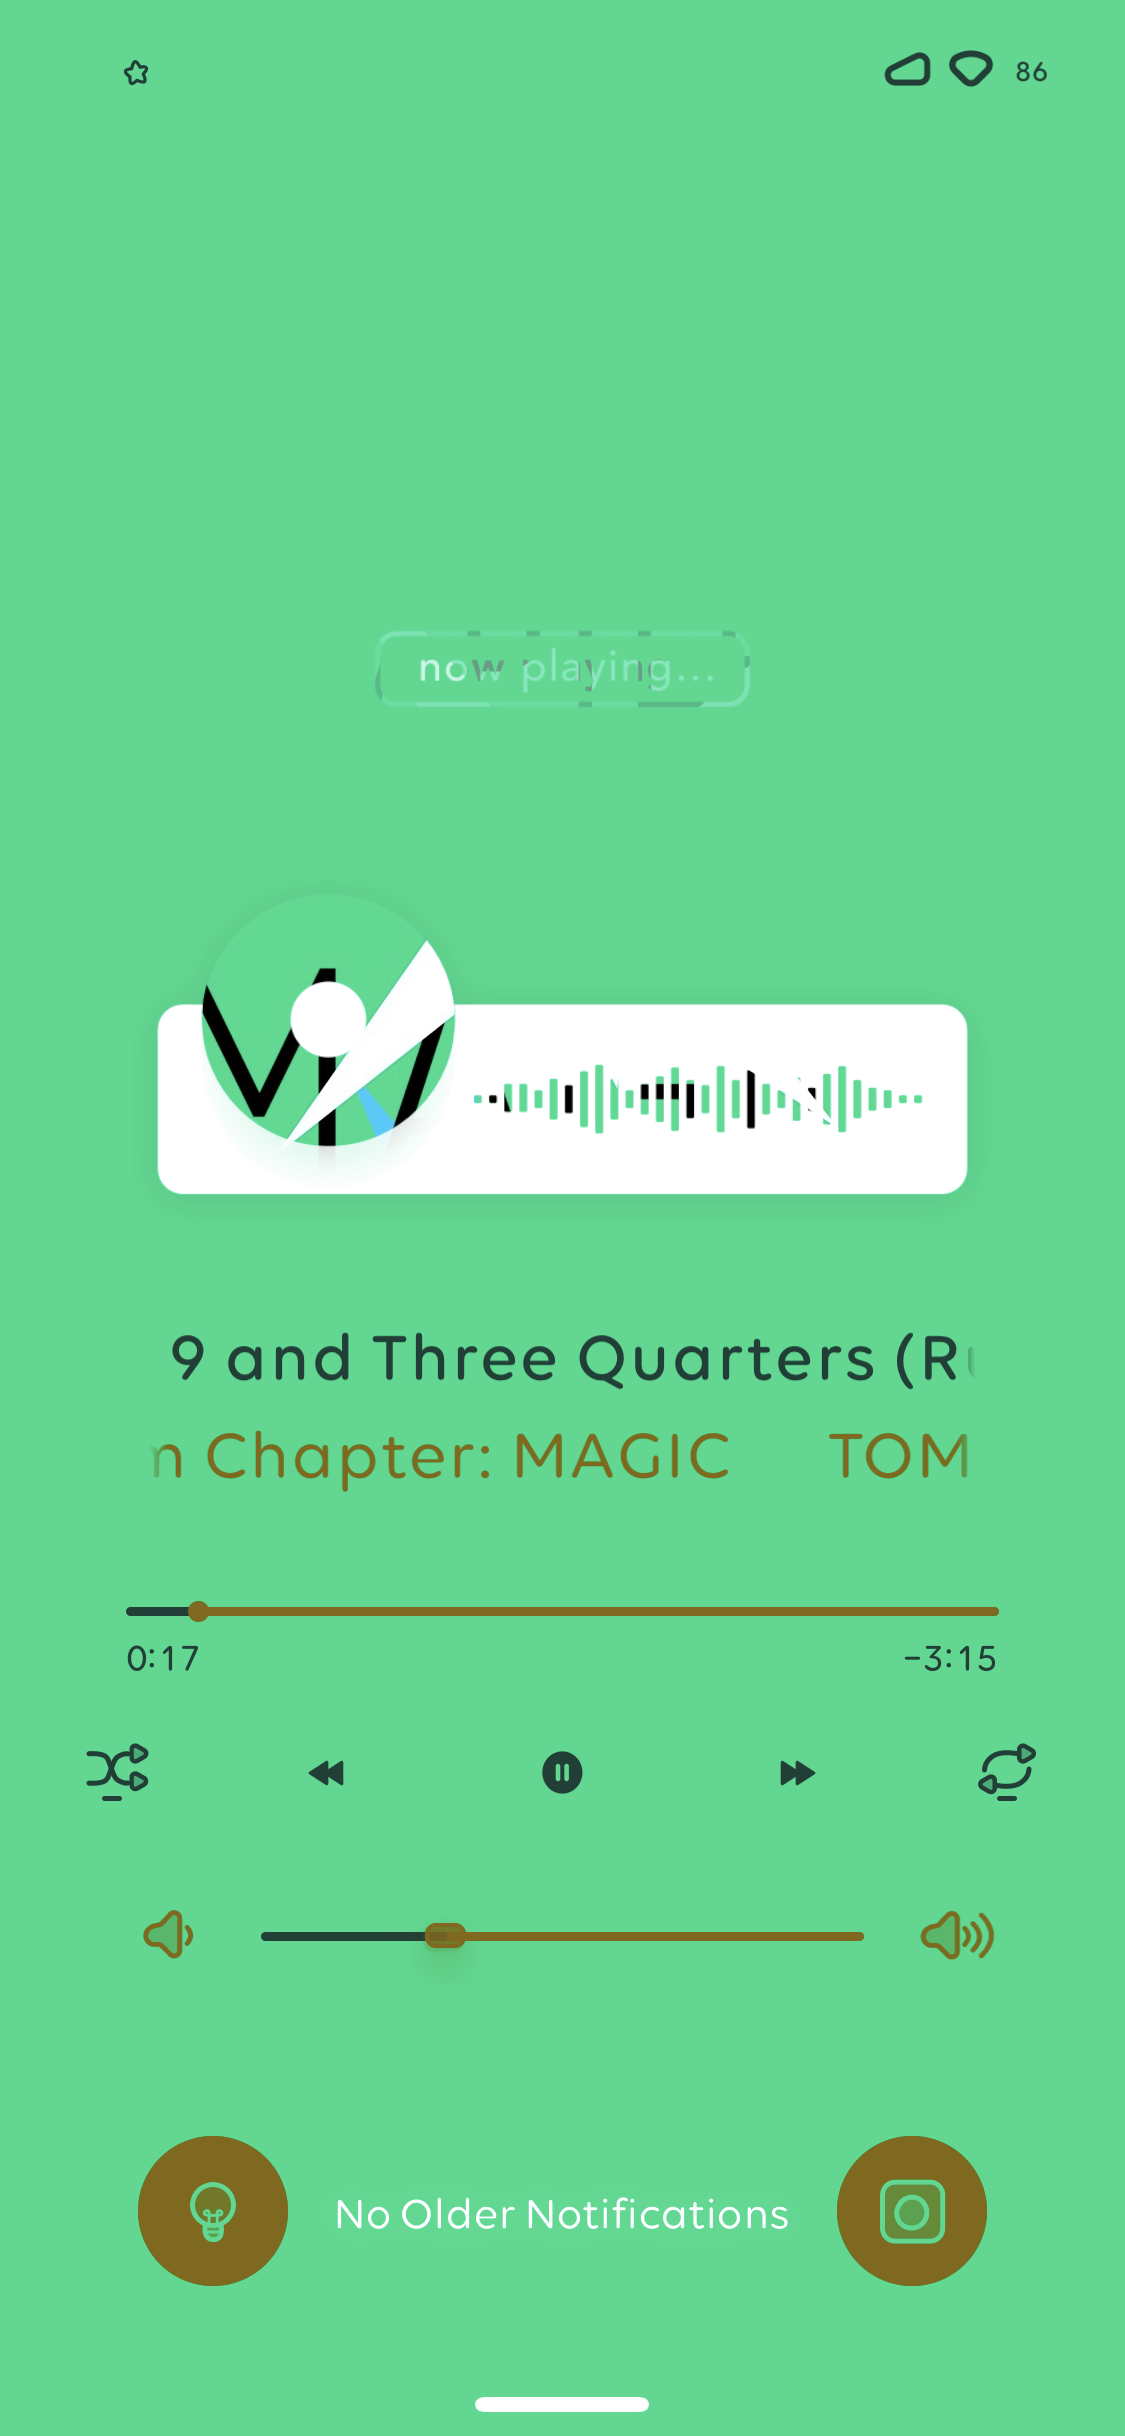 86
now playing...
9 and Three Quarters (R
n Chapter: MAGIC TOM
0:17
-3:15
No Older Notifications